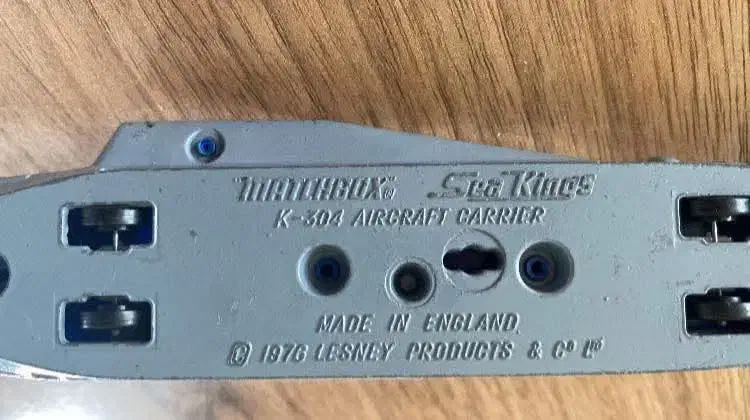 "MATCHBOX"® Sea Kings
K-304 AIRCRAFT CARRIER
MADE IN ENGLAND
© 1976 LESNEY PRODUCTS & Cº Lᵀᴰ